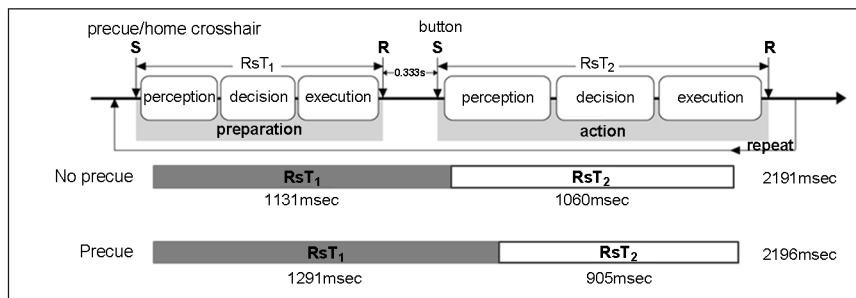 precue/home crosshair button
S RsT₁ R S RsT₂ R
0.333s
perception decision execution perception decision execution
preparation action
repeat
No precue RsT₁ RsT₂ 2191msec
1131msec 1060msec
Precue RsT₁ RsT₂ 2196msec
1291msec 905msec